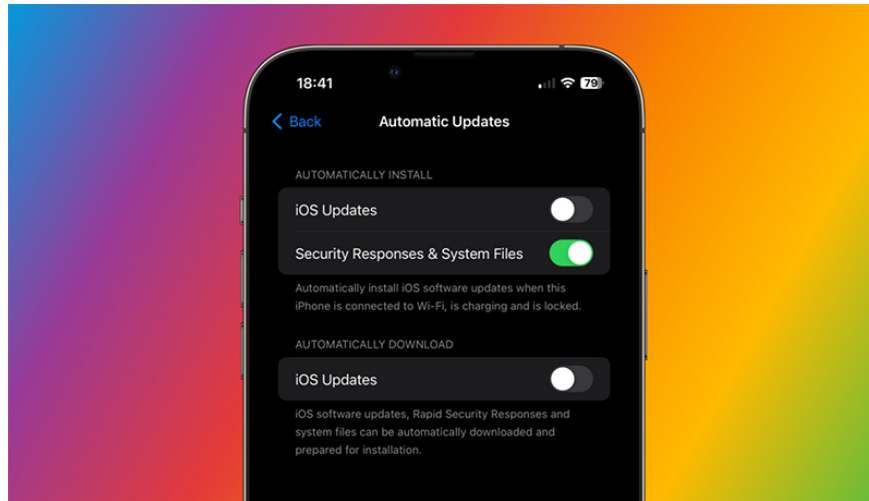 18:41
79
Back
Automatic Updates
AUTOMATICALLY INSTALL
iOS Updates
Security Responses & System Files
Automatically install iOS software updates when this
iPhone is connected to Wi-Fi, is charging and is locked.
AUTOMATICALLY DOWNLOAD
iOS Updates
iOS software updates, Rapid Security Responses and
system files can be automatically downloaded and
prepared for installation.